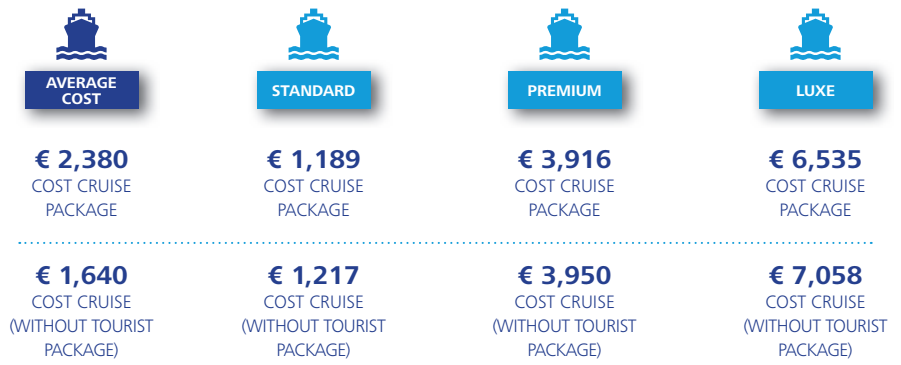 AVERAGE
COST
STANDARD
PREMIUM
LUXE
€ 2,380
COST CRUISE
PACKAGE
€ 1,189
COST CRUISE
PACKAGE
€ 3,916
COST CRUISE
PACKAGE
€ 6,535
COST CRUISE
PACKAGE
€ 1,640
COST CRUISE
(WITHOUT TOURIST
PACKAGE)
€ 1,217
COST CRUISE
(WITHOUT TOURIST
PACKAGE)
€ 3,950
COST CRUISE
(WITHOUT TOURIST
PACKAGE)
€ 7,058
COST CRUISE
(WITHOUT TOURIST
PACKAGE)